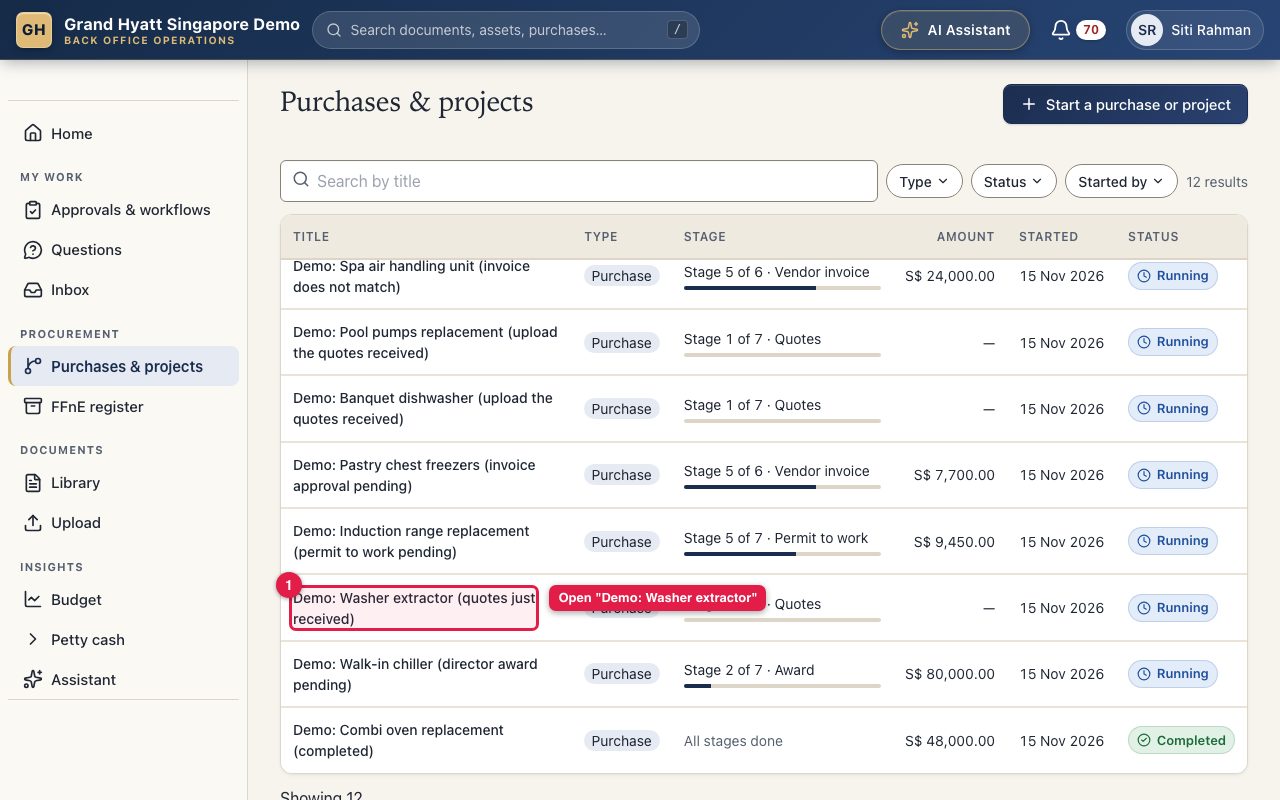 GH
Grand Hyatt Singapore Demo
BACK OFFICE OPERATIONS
Search documents, assets, purchases...
/
AI Assistant
70
SR
Siti Rahman
Home
MY WORK
Approvals & workflows
Questions
Inbox
PROCUREMENT
Purchases & projects
FFnE register
DOCUMENTS
Library
Upload
INSIGHTS
Budget
Petty cash
Assistant
Purchases & projects
Start a purchase or project
Search by title
Type
Status
Started by
12 results
TITLE TYPE STAGE AMOUNT STARTED STATUS
Demo: Spa air handling unit (invoice
does not match)
Purchase
Stage 5 of 6 · Vendor invoice
S$ 24,000.00
15 Nov 2026
Running
Demo: Pool pumps replacement (upload
the quotes received)
Purchase
Stage 1 of 7 · Quotes
—
15 Nov 2026
Running
Demo: Banquet dishwasher (upload the
quotes received)
Purchase
Stage 1 of 7 · Quotes
—
15 Nov 2026
Running
Demo: Pastry chest freezers (invoice
approval pending)
Purchase
Stage 5 of 6 · Vendor invoice
S$ 7,700.00
15 Nov 2026
Running
Demo: Induction range replacement
(permit to work pending)
Purchase
Stage 5 of 7 · Permit to work
S$ 9,450.00
15 Nov 2026
Running
1
Demo: Washer extractor (quotes just
received)
Open "Demo: Washer extractor"
· Quotes
—
15 Nov 2026
Running
Demo: Walk-in chiller (director award
pending)
Purchase
Stage 2 of 7 · Award
S$ 80,000.00
15 Nov 2026
Running
Demo: Combi oven replacement
(completed)
Purchase
All stages done
S$ 48,000.00
15 Nov 2026
Completed
Showing 12